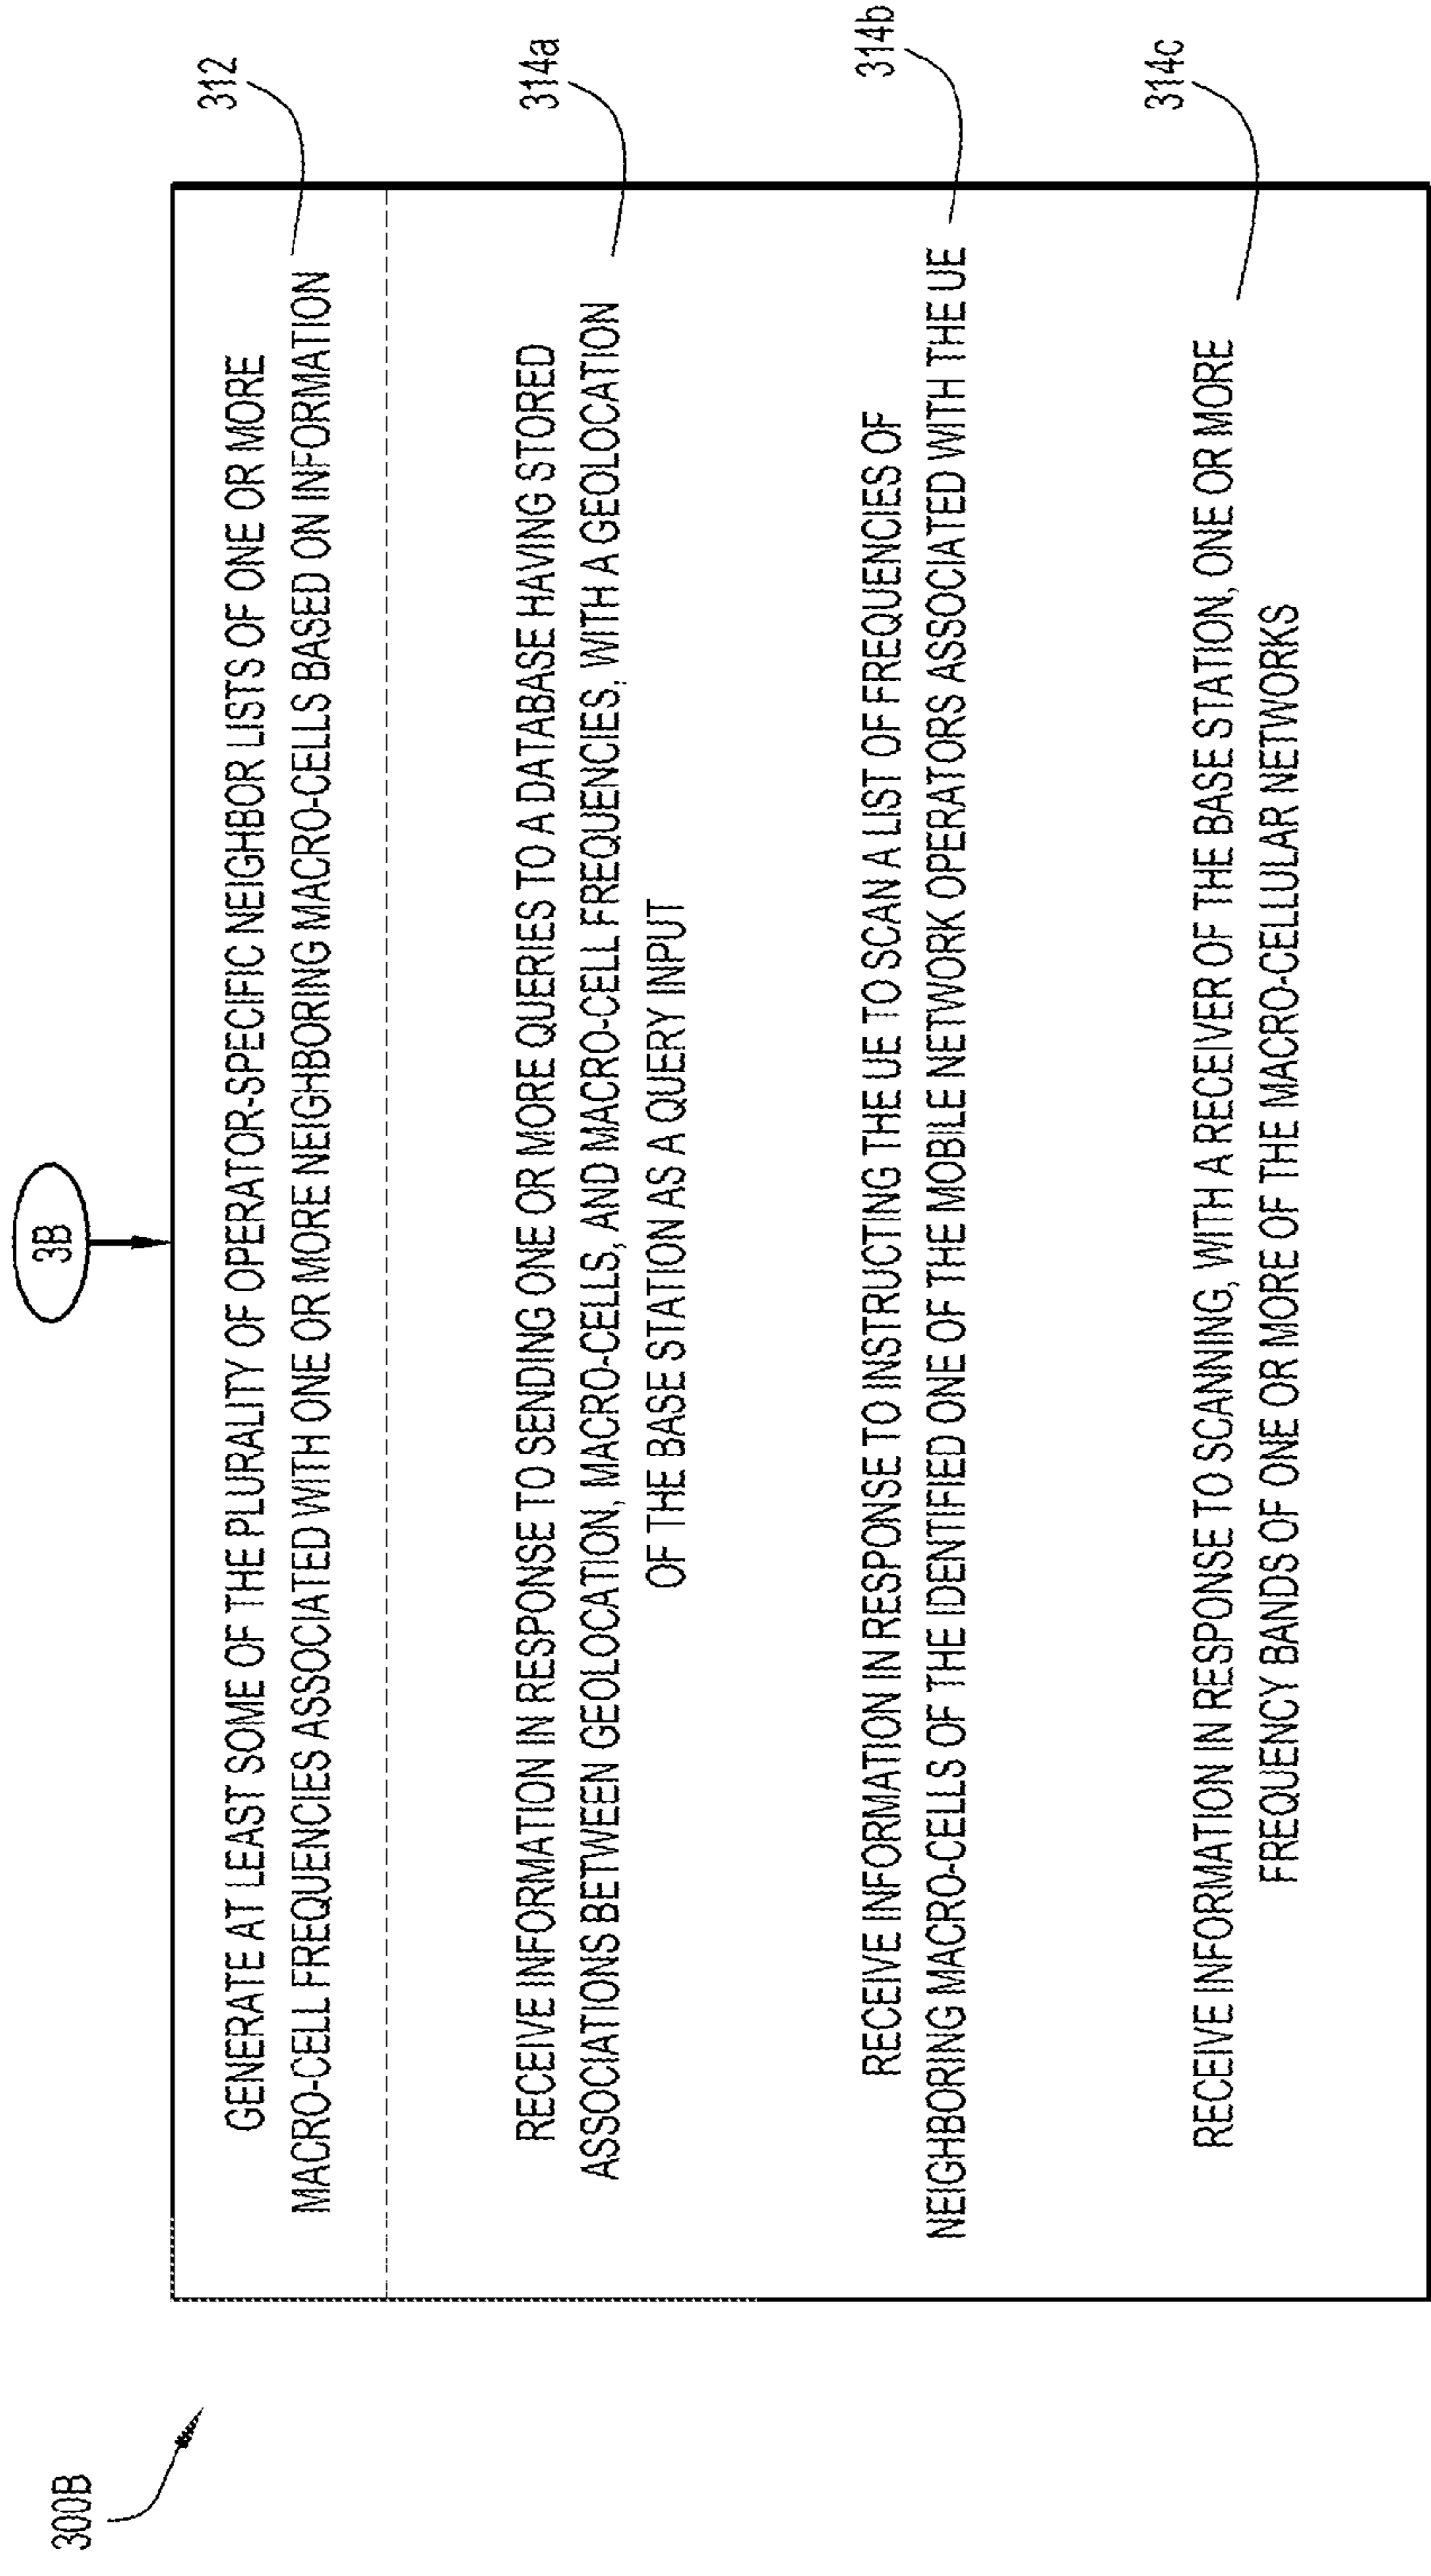 300B
3B
GENERATE AT LEAST SOME OF THE PLURALITY OF OPERATOR-SPECIFIC NEIGHBOR LISTS OF ONE OR MORE
MACRO-CELL FREQUENCIES ASSOCIATED WITH ONE OR MORE NEIGHBORING MACRO-CELLS BASED ON INFORMATION
312
RECEIVE INFORMATION IN RESPONSE TO SENDING ONE OR MORE QUERIES TO A DATABASE HAVING STORED
ASSOCIATIONS BETWEEN GEOLOCATION, MACRO-CELLS, AND MACRO-CELL FREQUENCIES, WITH A GEOLOCATION
OF THE BASE STATION AS A QUERY INPUT
314a
RECEIVE INFORMATION IN RESPONSE TO INSTRUCTING THE UE TO SCAN A LIST OF FREQUENCIES OF
NEIGHBORING MACRO-CELLS OF THE IDENTIFIED ONE OF THE MOBILE NETWORK OPERATORS ASSOCIATED WITH THE UE
314b
RECEIVE INFORMATION IN RESPONSE TO SCANNING, WITH A RECEIVER OF THE BASE STATION, ONE OR MORE
FREQUENCY BANDS OF ONE OR MORE OF THE MACRO-CELLULAR NETWORKS
314c